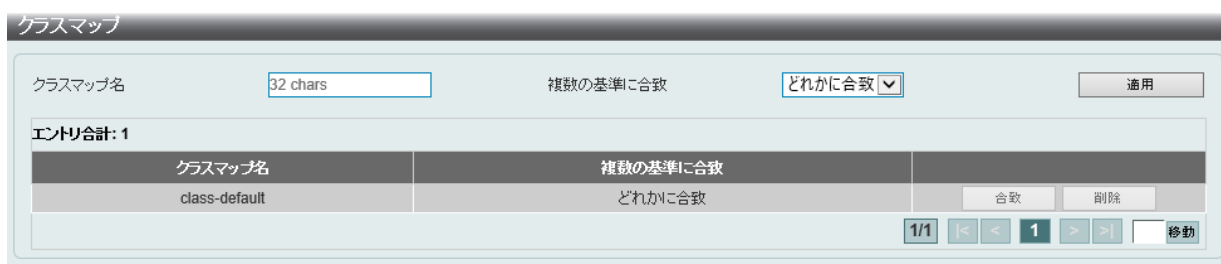 クラスマップ
クラスマップ名 32 chars 複数の基準に合致 どれかに合致 適用
エントリ合計: 1
クラスマップ名 複数の基準に合致
class-default どれかに合致 合致 削除
1/1 |< < 1 > >| 移動